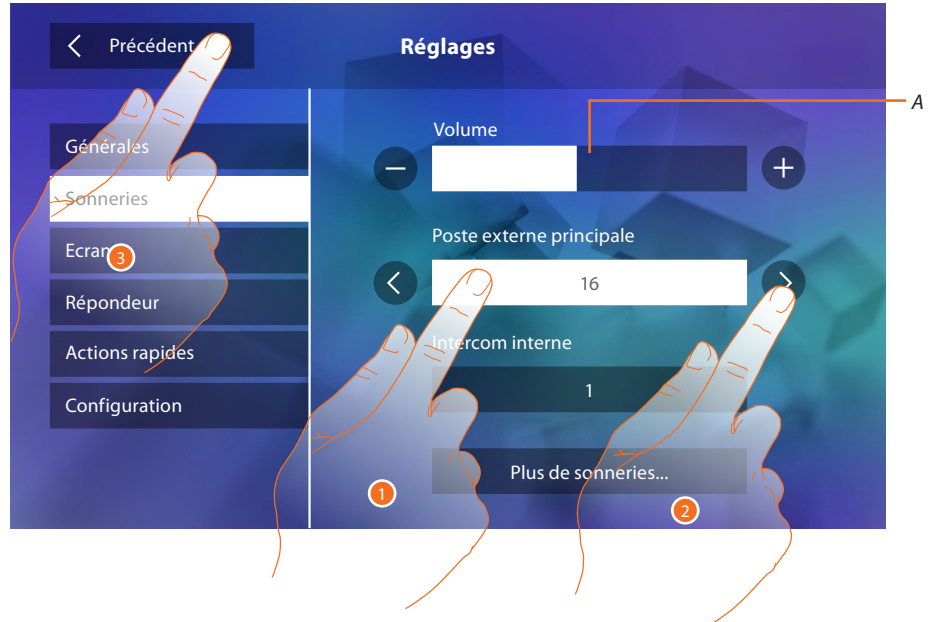 Précédent
Réglages
A
Volume
Générales
Sonneries
Poste externe principale
Ecran
3
16
Répondeur
Intercom interne
Actions rapides
1
Configuration
Plus de sonneries...
1
2